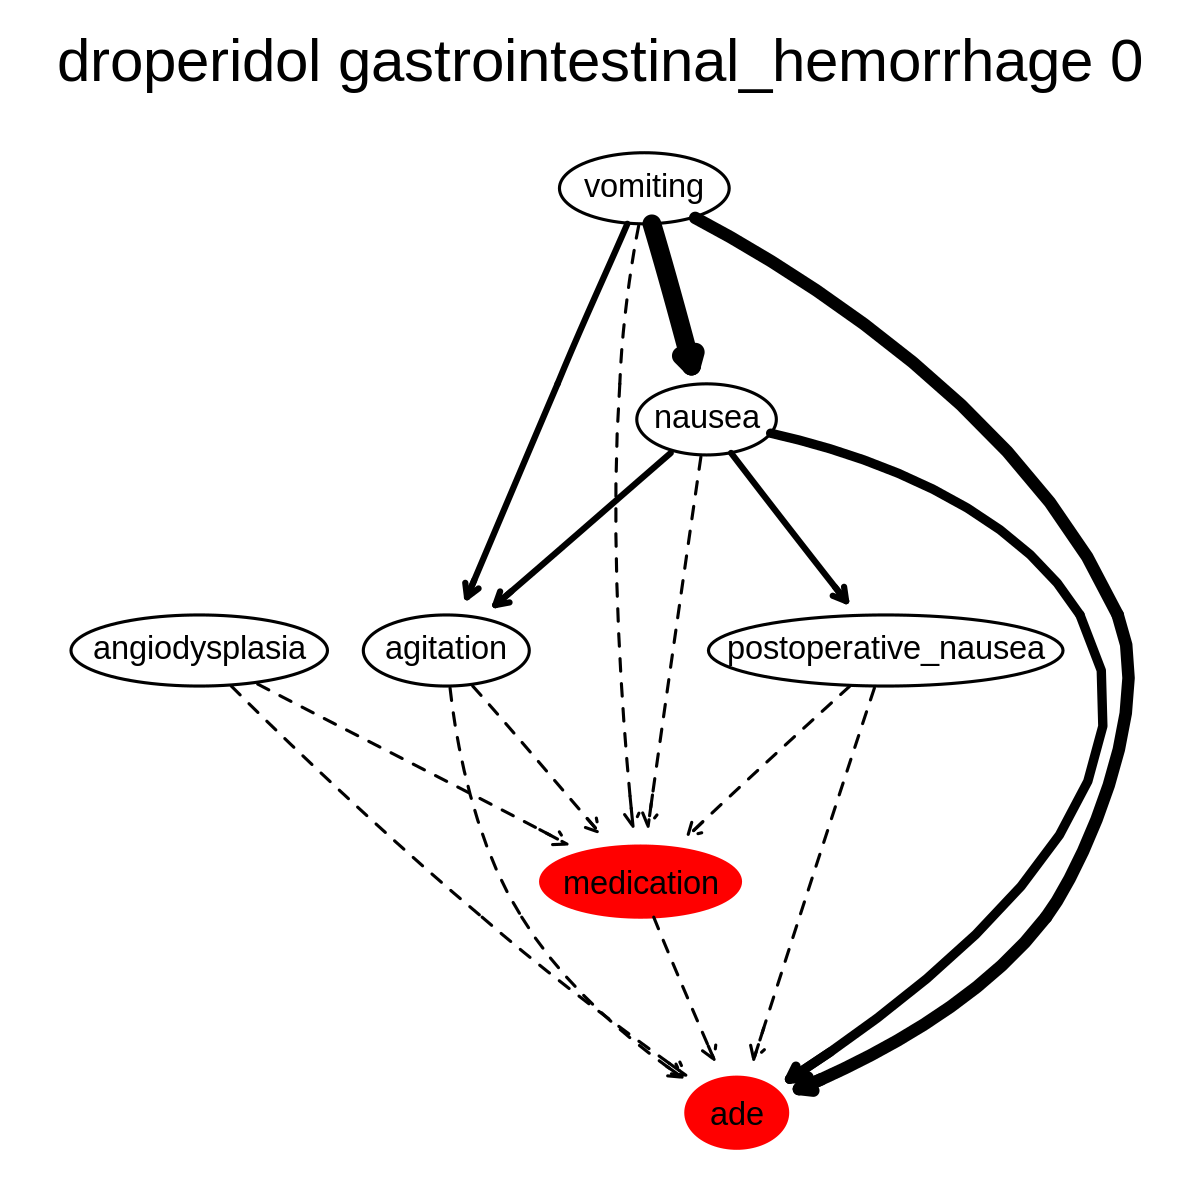 droperidol gastrointestinal_hemorrhage 0
vomiting
nausea
angiodysplasia
agitation
postoperative_nausea
medication
ade